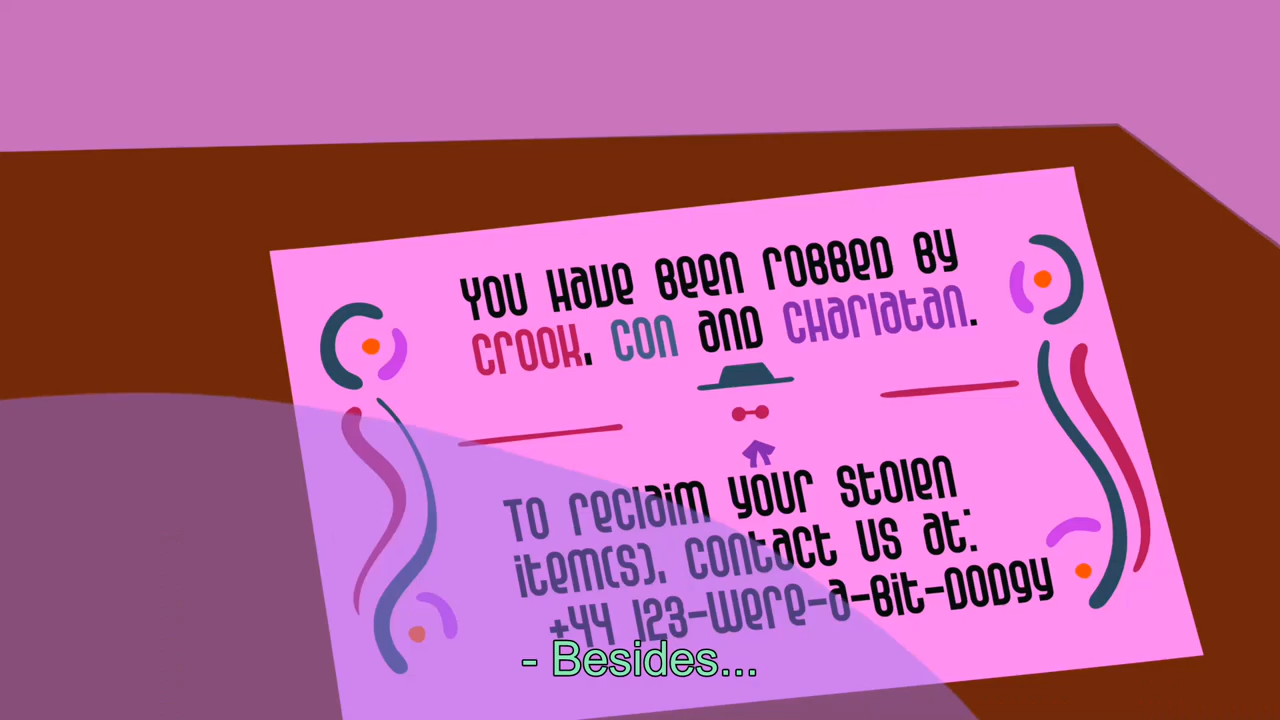 YOU HAVE BEEN ROBBED BY
CROOK, CON AND CHARLATAN.
TO RECLAIM YOUR STOLEN
ITEM(S), CONTACT US AT:
+44 123-WERE-A-BIT-DODGY
- Besides...